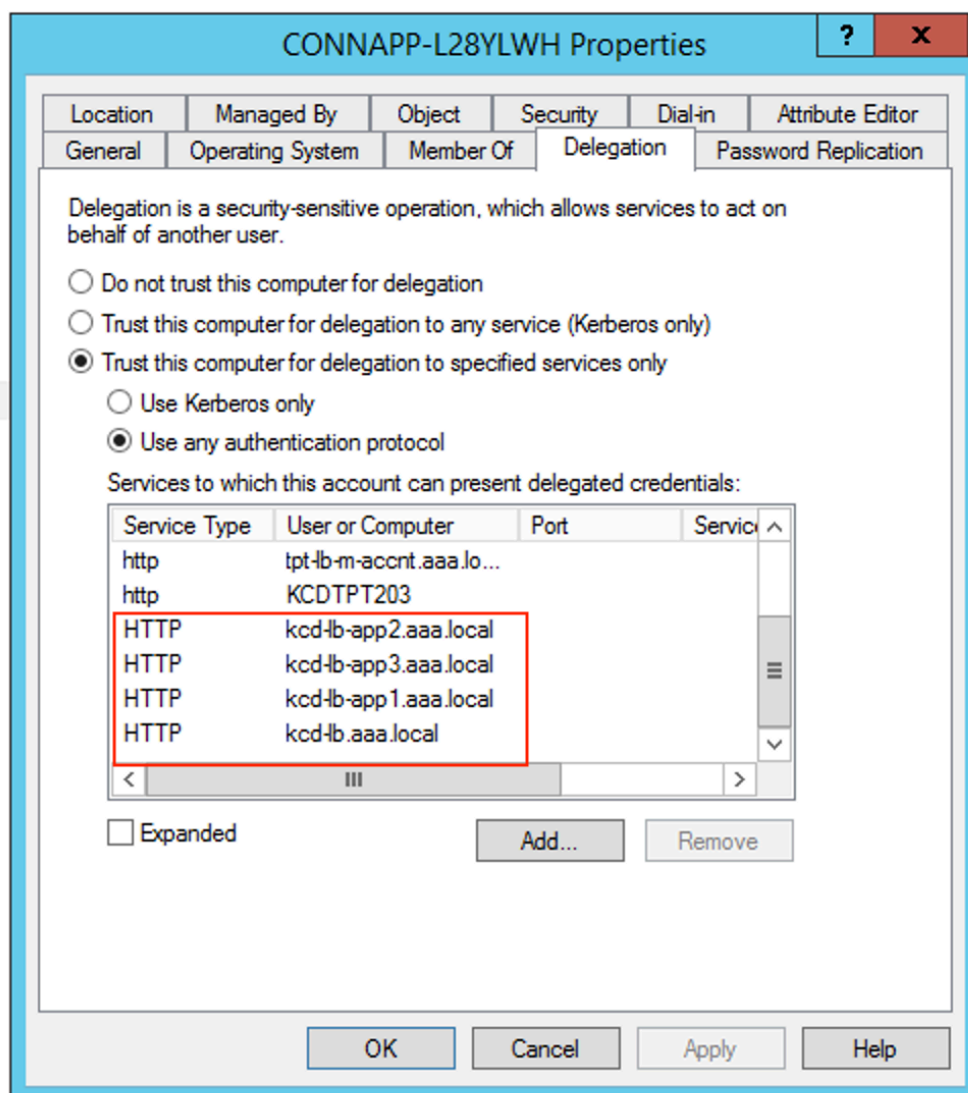 CONNAPP-L28YLWH Properties
?
x
Location Managed By Object Security Dial-in Attribute Editor
General Operating System Member Of Delegation Password Replication
Delegation is a security-sensitive operation, which allows services to act on
behalf of another user.
Do not trust this computer for delegation
Trust this computer for delegation to any service (Kerberos only)
Trust this computer for delegation to specified services only
Use Kerberos only
Use any authentication protocol
Services to which this account can present delegated credentials:
Service Type User or Computer Port Servic
http tpt-lb-m-accnt.aaa.lo...
http KCDTPT203
HTTP kcd-lb-app2.aaa.local
HTTP kcd-lb-app3.aaa.local
HTTP kcd-lb-app1.aaa.local
HTTP kcd-lb.aaa.local
Expanded Add... Remove
OK Cancel Apply Help